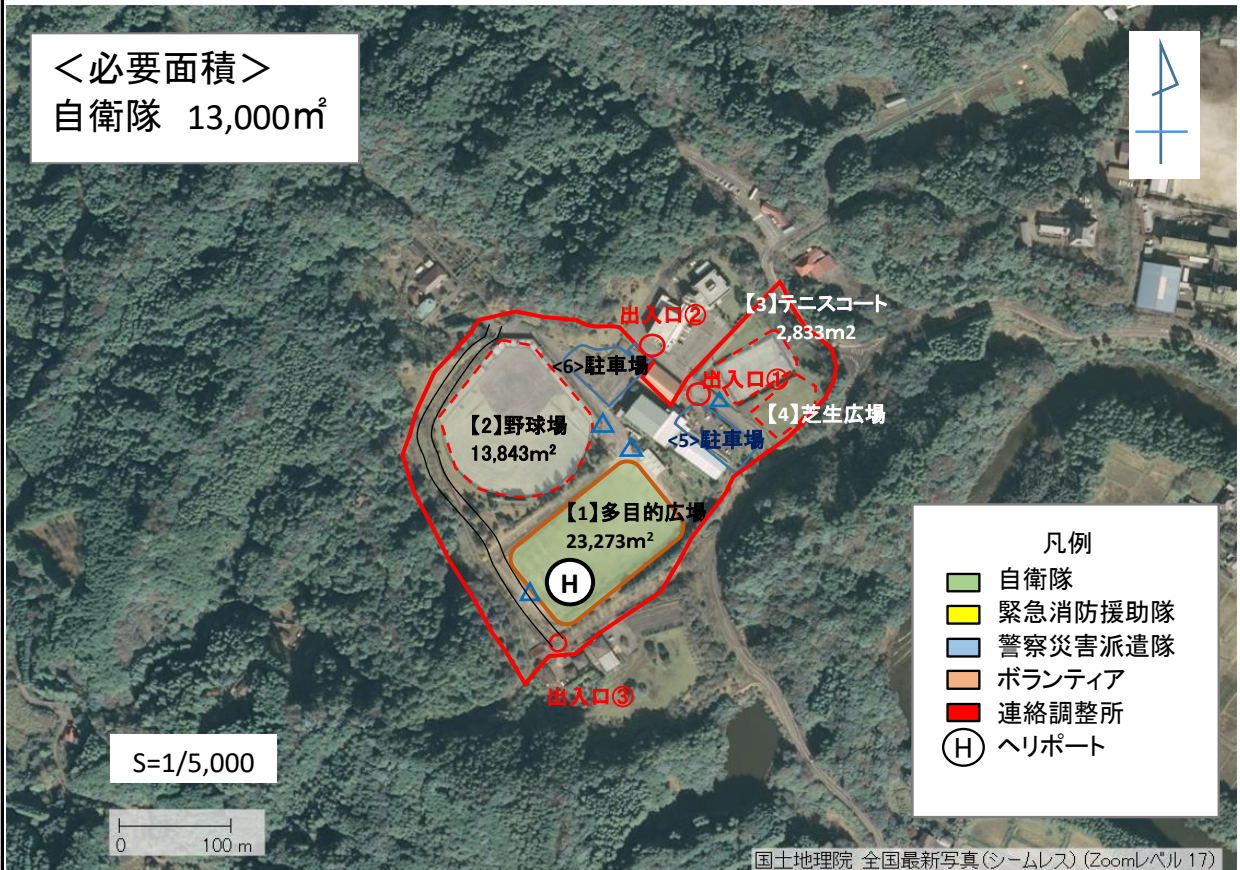 ＜必要面積＞
自衛隊 13,000㎡
出入口②
【3】テニスコート
2,833m2
<6>駐車場
出入口①
【4】芝生広場
【2】野球場
13,843m²
<5>駐車場
【1】多目的広場
23,273m²
H
出入口③
凡例
自衛隊
緊急消防援助隊
警察災害派遣隊
ボランティア
連絡調整所
H ヘリポート
S=1/5,000
0 100 m
国土地理院 全国最新写真(シームレス) (Zoomレベル 17)